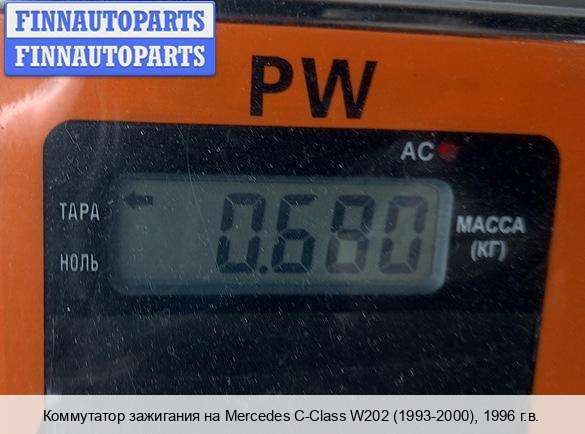 FINNAUTOPARTS
FINNAUTOPARTS
PW
AC
ТАРА
0.680
МАССА
(КГ)
НОЛЬ
Коммутатор зажигания на Mercedes C-Class W202 (1993-2000), 1996 г.в.